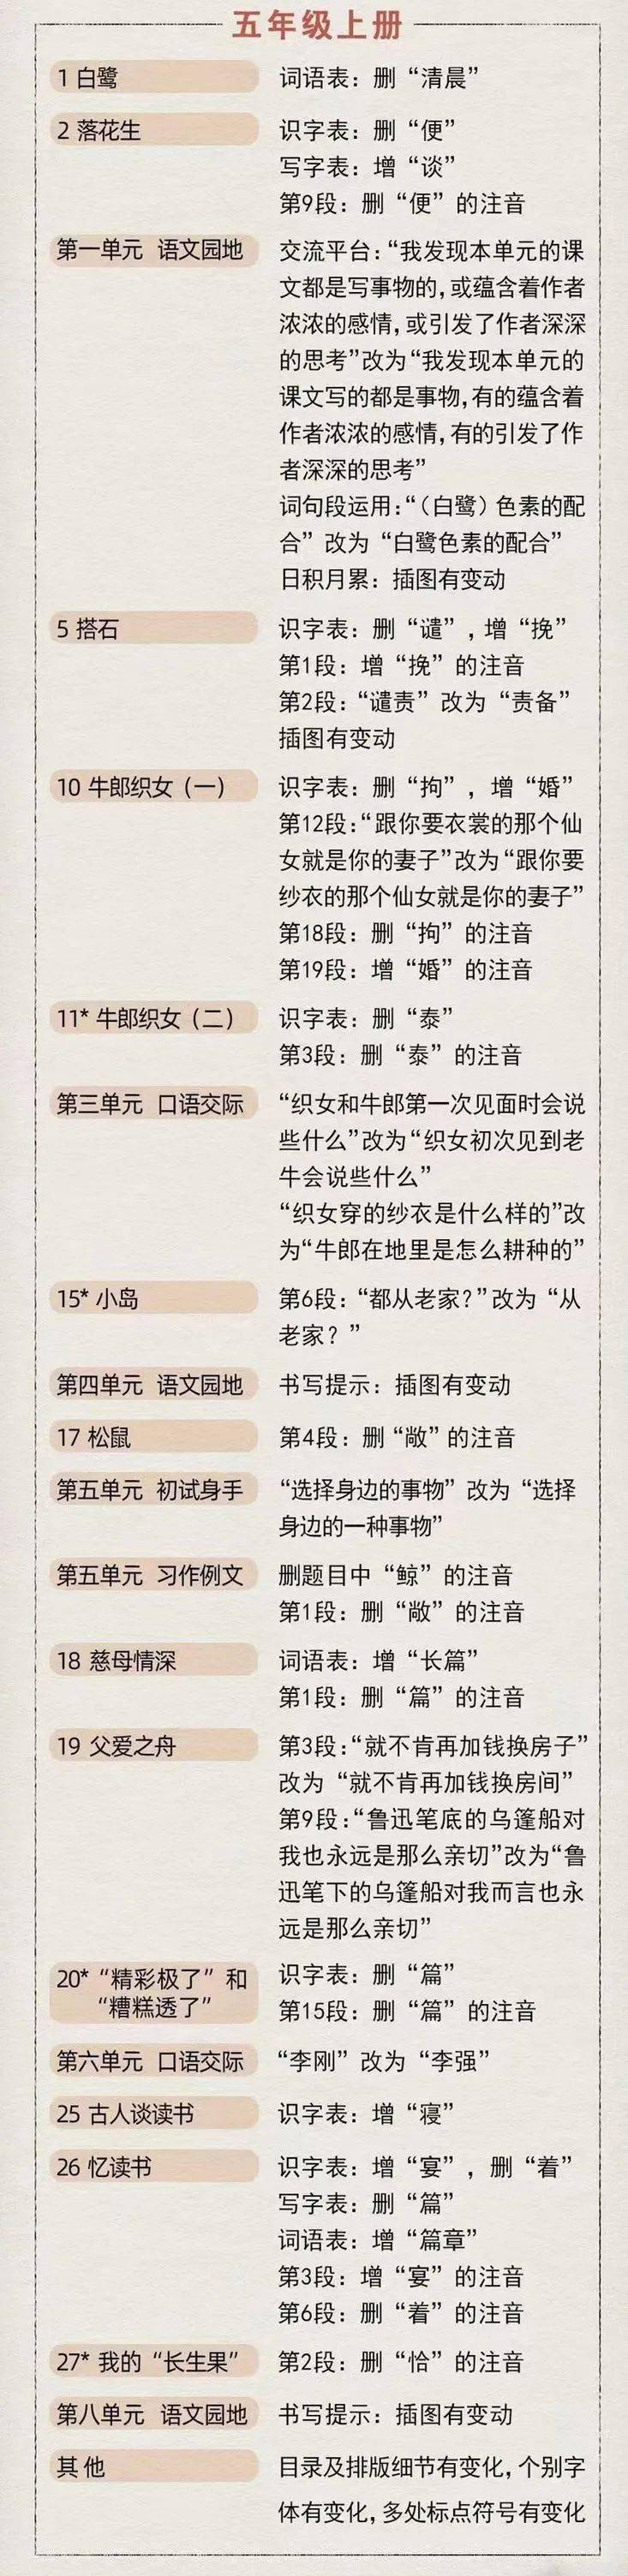 五年级上册
1 白鹭
词语表：删“清晨”
2 落花生
识字表：删“便”
写字表：增“谈”
第9段：删“便”的注音
第一单元 语文园地
交流平台：“我发现本单元的课
文都是写事物的，或蕴含着作者
浓浓的感情，或引发了作者深深
的思考”改为“我发现本单元的
课文写的都是事物，有的蕴含着
作者浓浓的感情，有的引发了作
者深深的思考”
词句段运用：“（白鹭）色素的配
合”改为“白鹭色素的配合”
日积月累：插图有变动
5 搭石
识字表：删“谴”，增“挽”
第1段：增“挽”的注音
第2段：“谴责”改为“责备”
插图有变动
10 牛郎织女（一）
识字表：删“拘”，增“婚”
第12段：“跟你要衣裳的那个仙
女就是你的妻子”改为“跟你要
纱衣的那个仙女就是你的妻子”
第18段：删“拘”的注音
第19段：增“婚”的注音
11* 牛郎织女（二）
识字表：删“泰”
第3段：删“泰”的注音
第三单元 口语交际
“织女和牛郎第一次见面时会说
些什么”改为“织女初次见到老
牛会说些什么”
“织女穿的纱衣是什么样的”改
为“牛郎在地里是怎么耕种的”
15* 小岛
第6段：“都从老家？”改为“从
老家？”
第四单元 语文园地
书写提示：插图有变动
17 松鼠
第4段：删“敞”的注音
第五单元 初试身手
“选择身边的事物”改为“选择
身边的一种事物”
第五单元 习作例文
删题目中“鲸”的注音
第1段：删“敞”的注音
18 慈母情深
词语表：增“长篇”
第1段：删“篇”的注音
19 父爱之舟
第3段：“就不肯再加钱换房子”
改为“就不肯再加钱换房间”
第9段：“鲁迅笔底的乌篷船对
我也永远是那么亲切”改为“鲁
迅笔下的乌篷船对我而言也永
远是那么亲切”
20*“精彩极了”和
“糟糕透了”
识字表：删“篇”
第15段：删“篇”的注音
第六单元 口语交际
“李刚”改为“李强”
25 古人谈读书
识字表：增“寝”
26 忆读书
识字表：增“宴”，删“着”
写字表：删“篇”
词语表：增“篇章”
第3段：增“宴”的注音
第6段：删“着”的注音
27* 我的“长生果”
第2段：删“恰”的注音
第八单元 语文园地
书写提示：插图有变动
其他
目录及排版细节有变化，个别字
体有变化，多处标点符号有变化